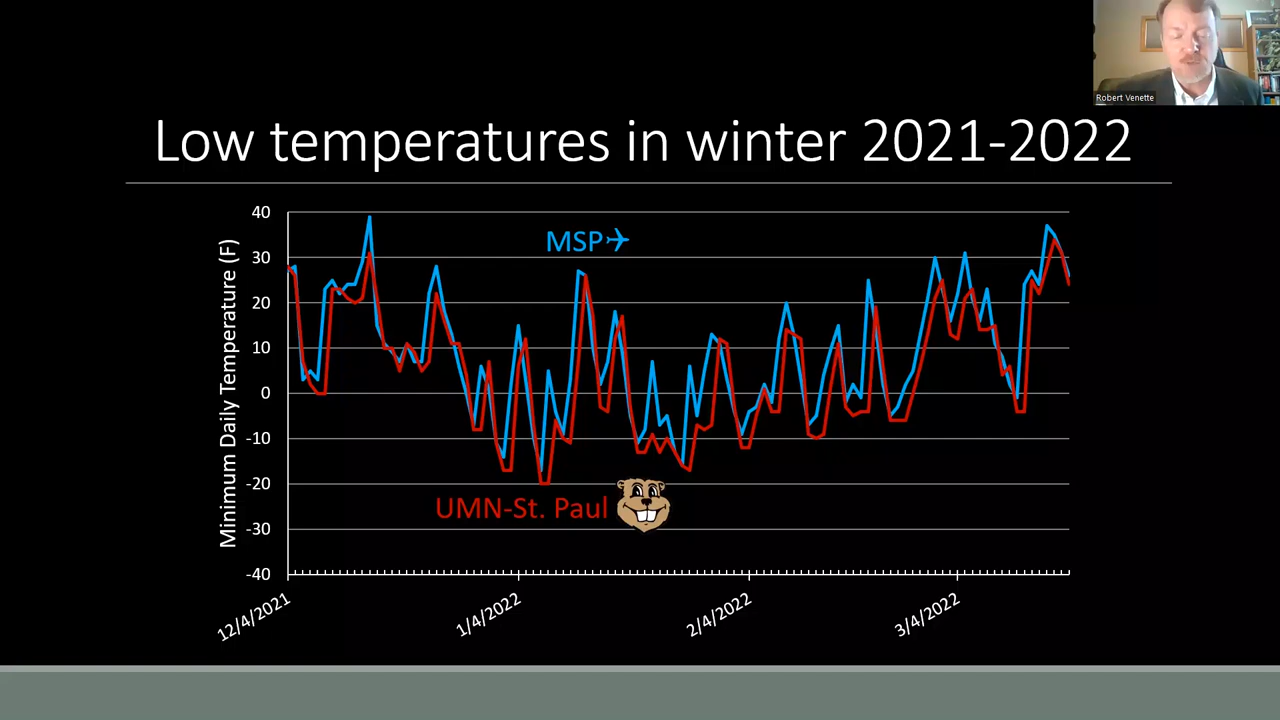 Robert Venette
Low temperatures in winter 2021-2022
Minimum Daily Temperature (F)
40
30
20
10
0
-10
-20
-30
-40
MSP✈
UMN-St. Paul
12/4/2021
1/4/2022
2/4/2022
3/4/2022